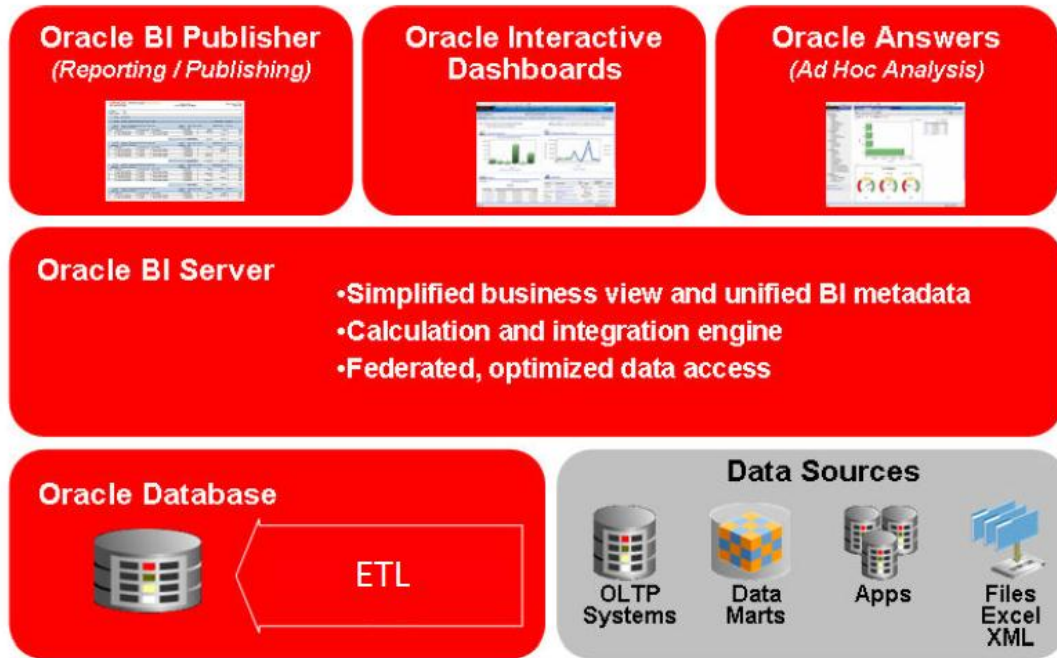 Oracle BI Publisher
(Reporting / Publishing)
Oracle Interactive
Dashboards
Oracle Answers
(Ad Hoc Analysis)
Oracle BI Server
•Simplified business view and unified BI metadata
•Calculation and integration engine
•Federated, optimized data access
Oracle Database
ETL
Data Sources
OLTP
Systems
Data
Marts
Apps
Files
Excel
XML